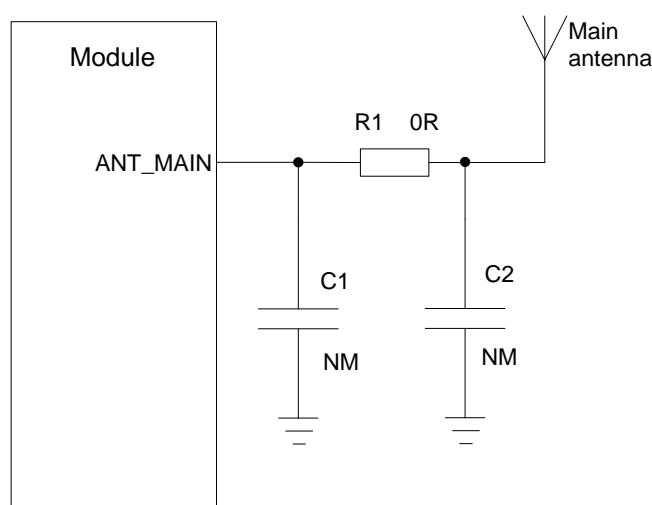 Module
Main
antenna
R1 0R
ANT_MAIN
C1
C2
NM
NM